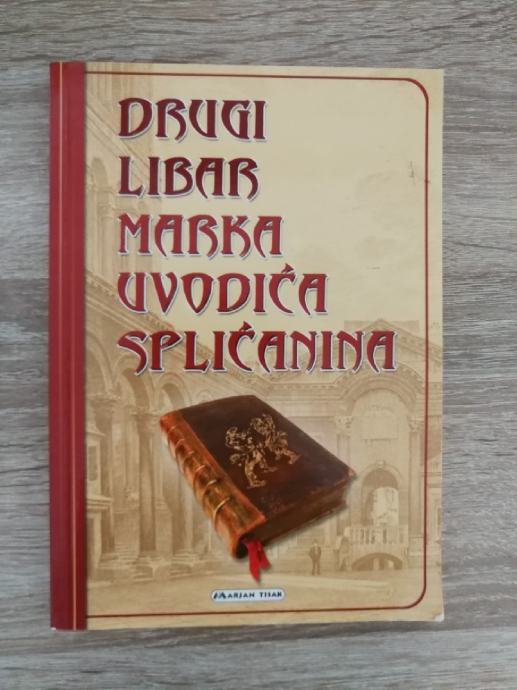 DRUGI
LIBAR
MARKA
UVODIĆA
SPLIĆANINA
MARJAN TISAK